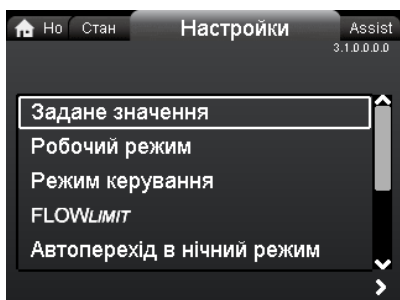 Но Стан Настройки Assist
3.1.0.0.0.0
Задане значення
Робочий режим
Режим керування
FLOWLIMIT
Автоперехід в нічний режим